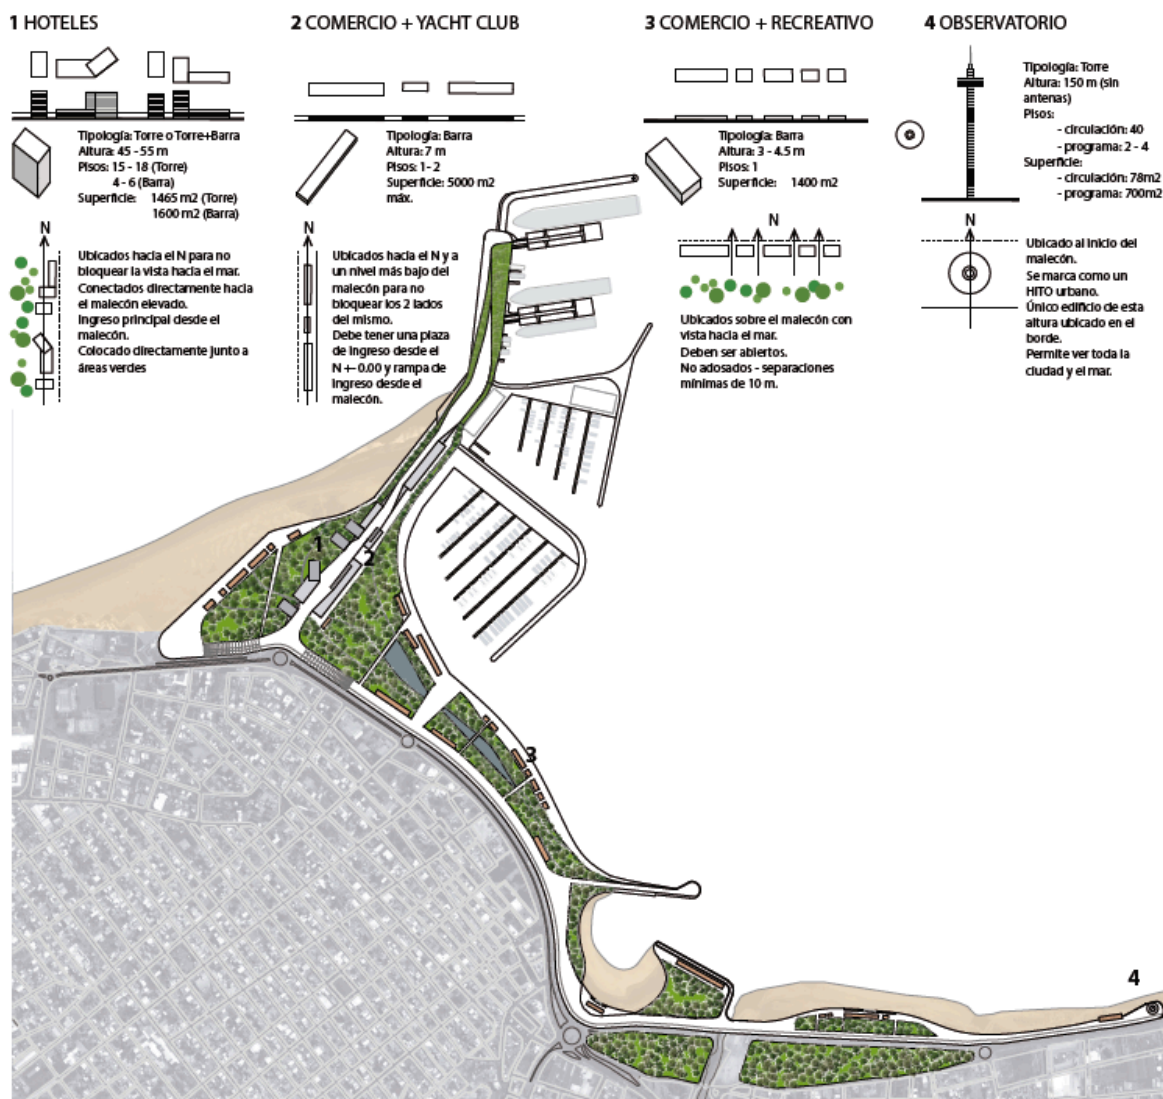 1 HOTELES
Tipología: Torre o Torre+Barra
Altura: 45 - 55 m
Pisos: 15 - 18 (Torre)
4 - 6 (Barra)
Superficie: 1465 m2 (Torre)
1600 m2 (Barra)
N
Ubicados hacia el N para no
bloquear la vista hacia el mar.
Conectados directamente hacia
el malecón elevado.
Ingreso principal desde el
malecón.
Colocado directamente junto a
áreas verdes
2 COMERCIO + YACHT CLUB
Tipología: Barra
Altura: 7 m
Pisos: 1- 2
Superficie: 5000 m2
máx.
N
Ubicados hacia el N y a
un nivel más bajo del
malecón para no
bloquear los 2 lados
del mismo.
Debe tener una plaza
de ingreso desde el
N +- 0.00 y rampa de
ingreso desde el
malecón.
3 COMERCIO + RECREATIVO
Tipología: Barra
Altura: 3 - 4.5 m
Pisos: 1
Superficie: 1400 m2
N
Ubicados sobre el malecón con
vista hacia el mar.
Deben ser abiertos.
No adosados - separaciones
mínimas de 10 m.
4 OBSERVATORIO
Tipología: Torre
Altura: 150 m (sin
antenas)
Pisos:
- circulación: 40
- programa: 2 - 4
Superficie:
- circulación: 78m2
- programa: 700m2
N
Ubicado al inicio del
malecón.
Se marca como un
HITO urbano.
Único edificio de esta
altura ubicado en el
borde.
Permite ver toda la
ciudad y el mar.
1
2
3
4